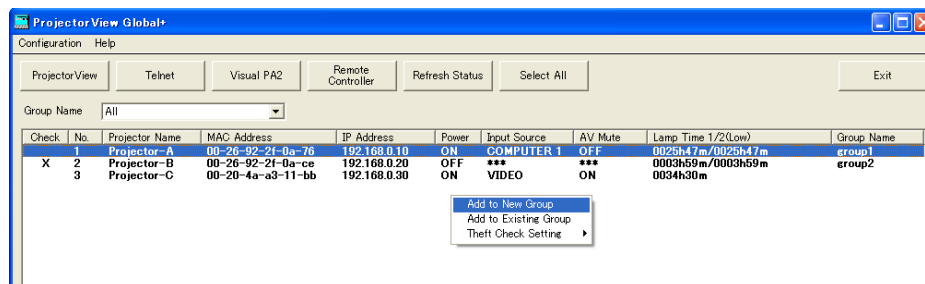 ProjectorView Global+
Configuration Help
ProjectorView Telnet Visual PA2 Remote Controller Refresh Status Select All Exit
Group Name All
Check No. Projector Name MAC Address IP Address Power Input Source AV Mute Lamp Time 1/2(Low) Group Name
1 Projector-A 00-26-92-2f-0a-76 192.168.0.10 ON COMPUTER 1 OFF 0025h47m/0025h47m group1
X 2 Projector-B 00-26-92-2f-0a-ce 192.168.0.20 OFF *** *** 0003h59m/0003h59m group2
3 Projector-C 00-20-4a-a3-11-bb 192.168.0.30 ON VIDEO ON 0034h30m
Add to New Group
Add to Existing Group
Theft Check Setting